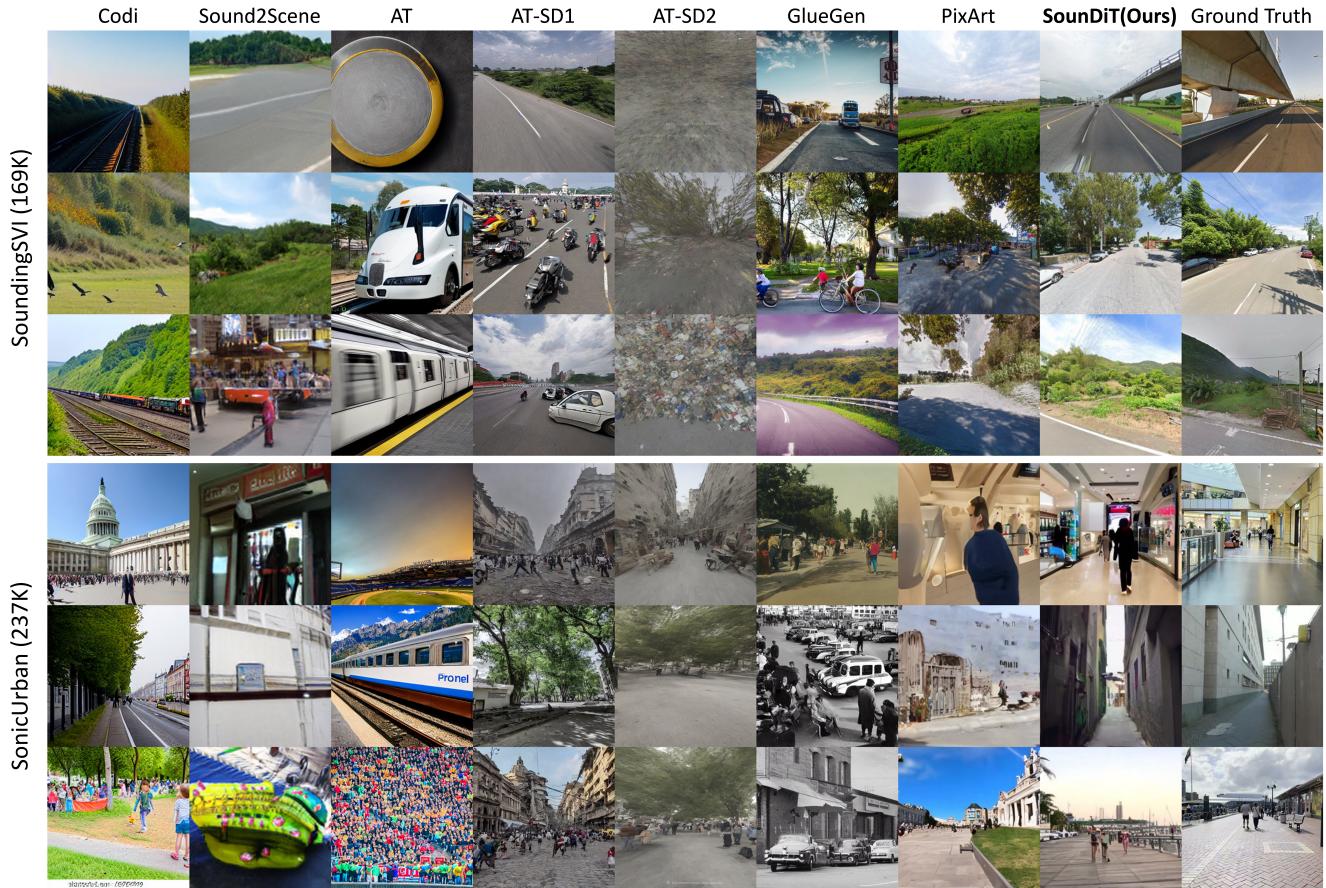 Codi Sound2Scene AT AT-SD1 AT-SD2 GlueGen PixArt SounDiT(Ours) Ground Truth
SoundingSVI (169K)
SonicUrban (237K)
Pronel